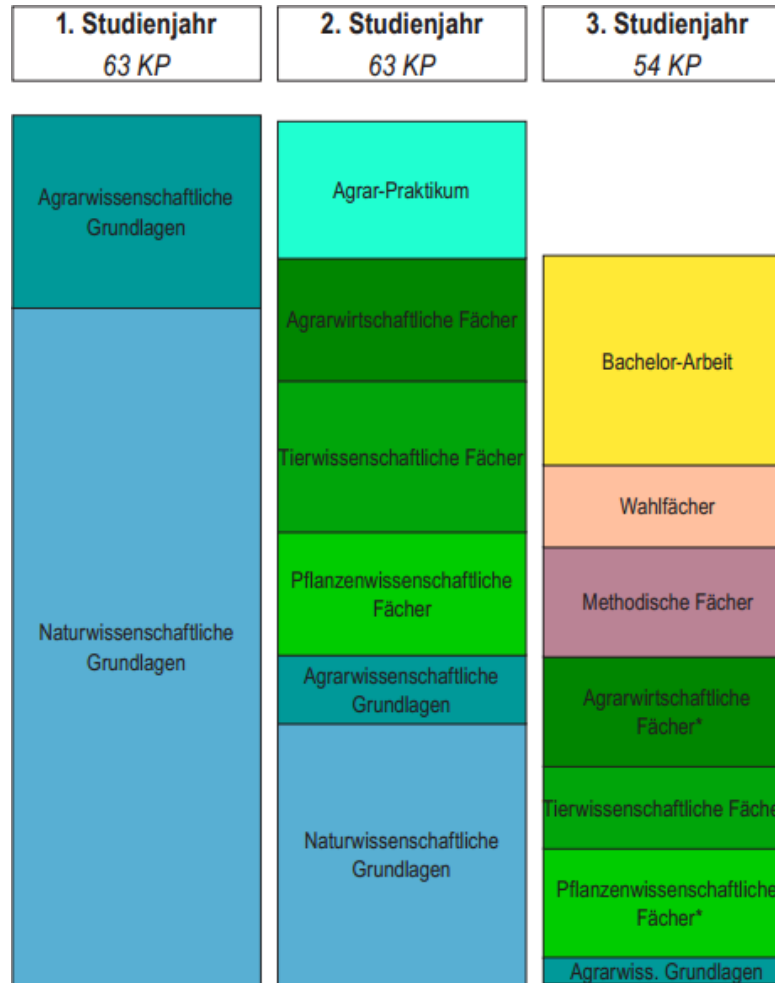 1. Studienjahr
63 KP
2. Studienjahr
63 KP
3. Studienjahr
54 KP
Agrarwissenschaftliche
Grundlagen
Naturwissenschaftliche
Grundlagen
Agrar-Praktikum
Agrarwirtschaftliche Fächer
Tierwissenschaftliche Fächer
Pflanzenwissenschaftliche
Fächer
Agrarwissenschaftliche
Grundlagen
Naturwissenschaftliche
Grundlagen
Bachelor-Arbeit
Wahlfächer
Methodische Fächer
Agrarwirtschaftliche
Fächer*
Tierwissenschaftliche Fäche
Pflanzenwissenschaftliche
Fächer*
Agrarwiss. Grundlagen